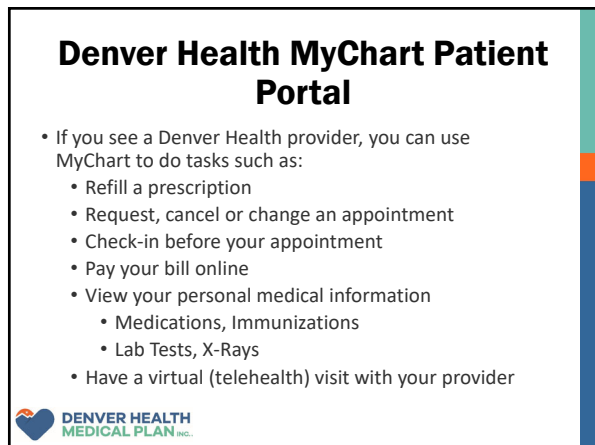 Denver Health MyChart Patient
Portal
• If you see a Denver Health provider, you can use
MyChart to do tasks such as:
• Refill a prescription
• Request, cancel or change an appointment
• Check-in before your appointment
• Pay your bill online
• View your personal medical information
• Medications, Immunizations
• Lab Tests, X-Rays
• Have a virtual (telehealth) visit with your provider
DENVER HEALTH
MEDICAL PLAN INC..